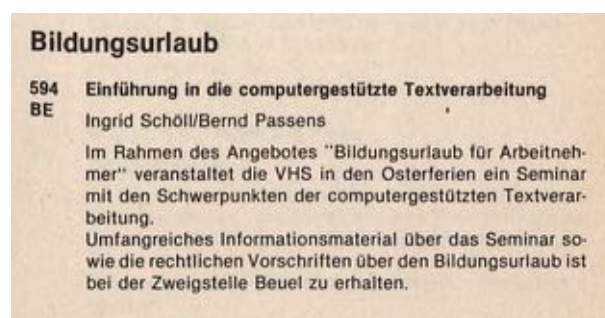 Bildungsurlaub
594 Einführung in die computergestützte Textverarbeitung
BE
Ingrid Schöll/Bernd Passens
Im Rahmen des Angebotes "Bildungsurlaub für Arbeitneh-
mer" veranstaltet die VHS in den Osterferien ein Seminar
mit den Schwerpunkten der computergestützten Textverar-
beitung.
Umfangreiches Informationsmaterial über das Seminar so-
wie die rechtlichen Vorschriften über den Bildungsurlaub ist
bei der Zweigstelle Beuel zu erhalten.